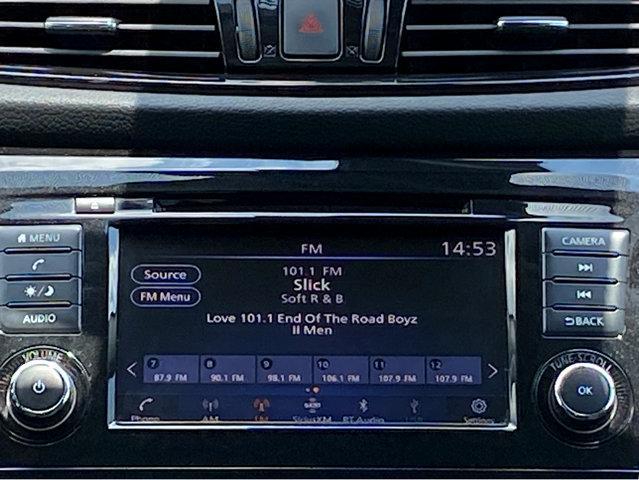 FM
14:53
MENU
CAMERA
Source
101.1 FM
Slick
FM Menu
Soft R & B
AUDIO
BACK
Love 101.1 End Of The Road Boyz
II Men
7 8 9 10 11 12
87.9 FM 90.1 FM 98.1 FM 106.1 FM 107.9 FM 107.9 FM
VOLUME
TUNE·SCROLL
OK
Phone AM FM SiriusXM BT Audio Settings